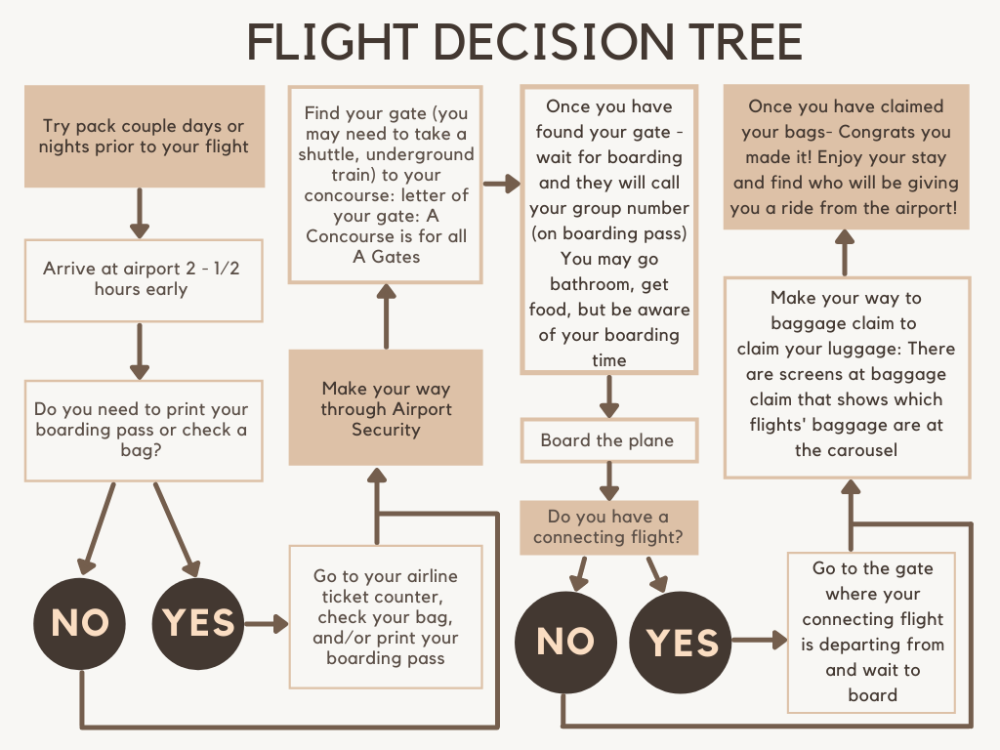 FLIGHT DECISION TREE
Try pack couple days or
nights prior to your flight
Arrive at airport 2 - 1/2
hours early
Do you need to print your
boarding pass or check a
bag?
NO
YES
Go to your airline
ticket counter,
check your bag,
and/or print your
boarding pass
Make your way
through Airport
Security
Find your gate (you
may need to take a
shuttle, underground
train) to your
concourse: letter of
your gate: A
Concourse is for all
A Gates
Once you have
found your gate -
wait for boarding
and they will call
your group number
(on boarding pass)
You may go
bathroom, get
food, but be aware
of your boarding
time
Board the plane
Do you have a
connecting flight?
NO
YES
Go to the gate
where your
connecting flight
is departing from
and wait to
board
Make your way to
baggage claim to
claim your luggage: There
are screens at baggage
claim that shows which
flights' baggage are at
the carousel
Once you have claimed
your bags- Congrats you
made it! Enjoy your stay
and find who will be giving
you a ride from the airport!